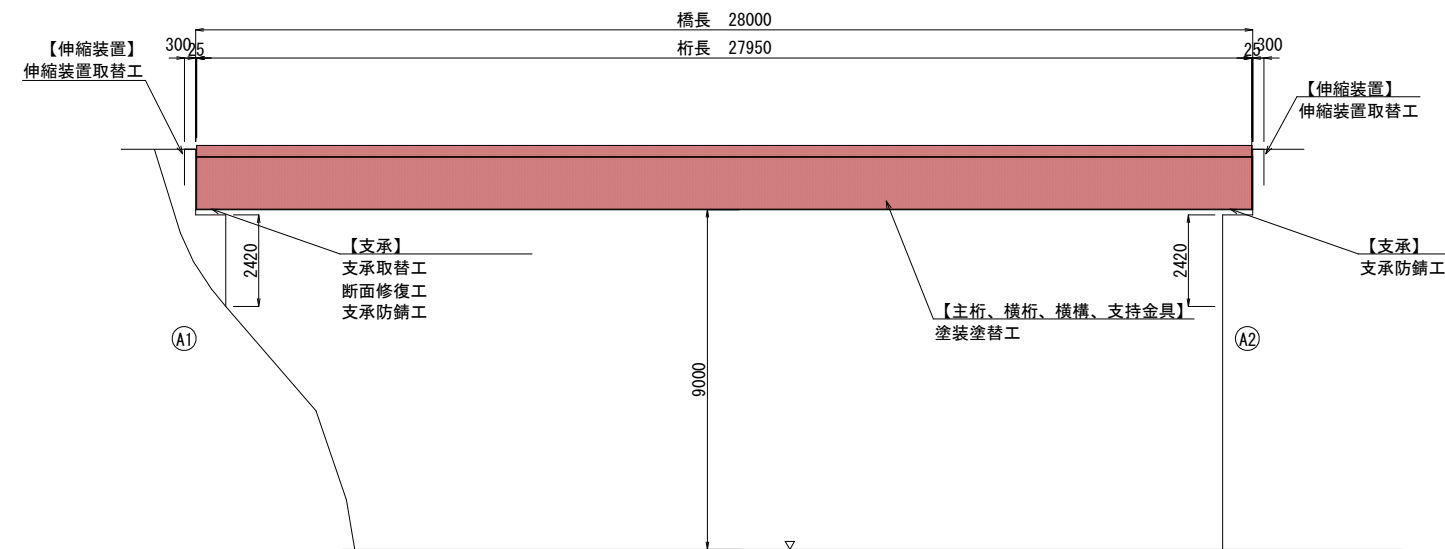 橋長 28000
【伸縮装置】
伸縮装置取替工
300
25
桁長 27950
25
300
【伸縮装置】
伸縮装置取替工
2420
【支承】
支承取替工
断面修復工
支承防錆工
2420
【支承】
支承防錆工
【主桁、横桁、横構、支持金具】
塗装塗替工
A1
A2
9000